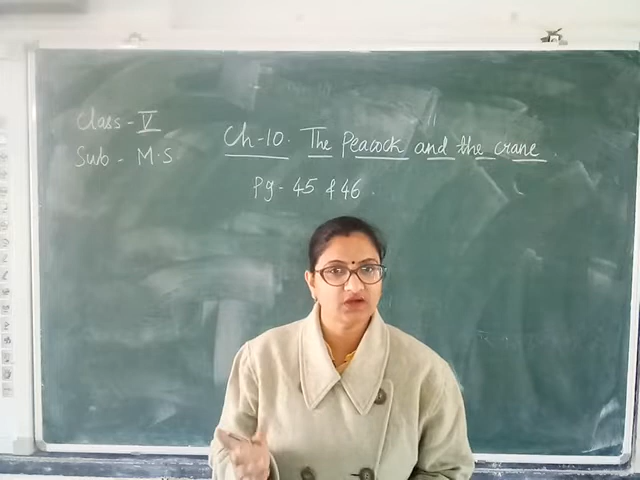 Class - V
Sub - M.S.
Ch-10. The Peacock and the crane.
Pg - 45 & 46.